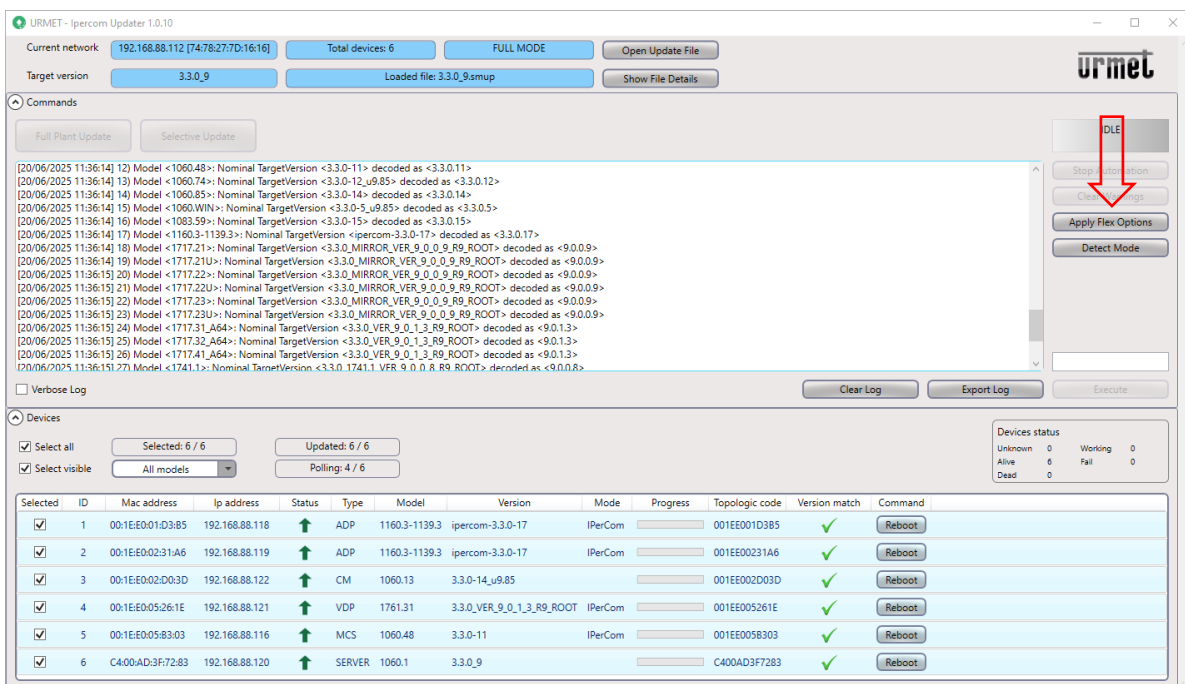 URMET - Ipercom Updater 1.0.10
Current network 192.168.88.112 [74:78:27:7D:16:16] Total devices: 6 FULL MODE Open Update File
Target version 3.3.0_9 Loaded file: 3.3.0_9.smup Show File Details
urmet
Commands
Full Plant Update Selective Update IDLE
[20/06/2025 11:36:14] 12) Model <1060.48>: Nominal TargetVersion <3.3.0-11> decoded as <3.3.0.11>
[20/06/2025 11:36:14] 13) Model <1060.74>: Nominal TargetVersion <3.3.0-12_u9.85> decoded as <3.3.0.12>
[20/06/2025 11:36:14] 14) Model <1060.85>: Nominal TargetVersion <3.3.0-14> decoded as <3.3.0.14>
[20/06/2025 11:36:14] 15) Model <1060.WIN>: Nominal TargetVersion <3.3.0-5_u9.85> decoded as <3.3.0.5>
[20/06/2025 11:36:14] 16) Model <1083.59>: Nominal TargetVersion <3.3.0-15> decoded as <3.3.0.15>
[20/06/2025 11:36:14] 17) Model <1160.3-1139.3>: Nominal TargetVersion <ipercom-3.3.0-17> decoded as <3.3.0.17>
[20/06/2025 11:36:14] 18) Model <1717.21>: Nominal TargetVersion <3.3.0_MIRROR_VER_9_0_0_9_R9_ROOT> decoded as <9.0.0.9>
[20/06/2025 11:36:14] 19) Model <1717.21U>: Nominal TargetVersion <3.3.0_MIRROR_VER_9_0_0_9_R9_ROOT> decoded as <9.0.0.9>
[20/06/2025 11:36:15] 20) Model <1717.22>: Nominal TargetVersion <3.3.0_MIRROR_VER_9_0_0_9_R9_ROOT> decoded as <9.0.0.9>
[20/06/2025 11:36:15] 21) Model <1717.22U>: Nominal TargetVersion <3.3.0_MIRROR_VER_9_0_0_9_R9_ROOT> decoded as <9.0.0.9>
[20/06/2025 11:36:15] 22) Model <1717.23>: Nominal TargetVersion <3.3.0_MIRROR_VER_9_0_0_9_R9_ROOT> decoded as <9.0.0.9>
[20/06/2025 11:36:15] 23) Model <1717.23U>: Nominal TargetVersion <3.3.0_MIRROR_VER_9_0_0_9_R9_ROOT> decoded as <9.0.0.9>
[20/06/2025 11:36:15] 24) Model <1717.31_A64>: Nominal TargetVersion <3.3.0_VER_9_0_1_3_R9_ROOT> decoded as <9.0.1.3>
[20/06/2025 11:36:15] 25) Model <1717.32_A64>: Nominal TargetVersion <3.3.0_VER_9_0_1_3_R9_ROOT> decoded as <9.0.1.3>
[20/06/2025 11:36:15] 26) Model <1717.41_A64>: Nominal TargetVersion <3.3.0_VER_9_0_1_3_R9_ROOT> decoded as <9.0.1.3>
[20/06/2025 11:36:15] 27) Model <1741.1>: Nominal TargetVersion <3.3.0_1741.1_VER_9_0_0_8_R9_ROOT> decoded as <9.0.0.8>
Stop Automation
Clear Warnings
Apply Flex Options
Detect Mode
Verbose Log Clear Log Export Log Execute
Devices
Select all Selected: 6 / 6 Updated: 6 / 6
Select visible All models Polling: 4 / 6
Devices status
Unknown 0 Working 0
Alive 6 Fail 0
Dead 0
Selected ID Mac address Ip address Status Type Model Version Mode Progress Topologic code Version match Command
1 00:1E:E0:01:D3:B5 192.168.88.118 ADP 1160.3-1139.3 ipercom-3.3.0-17 IPerCom 001EE001D3B5 Reboot
2 00:1E:E0:02:31:A6 192.168.88.119 ADP 1160.3-1139.3 ipercom-3.3.0-17 IPerCom 001EE00231A6 Reboot
3 00:1E:E0:02:D0:3D 192.168.88.122 CM 1060.13 3.3.0-14_u9.85 001EE002D03D Reboot
4 00:1E:E0:05:26:1E 192.168.88.121 VDP 1761.31 3.3.0_VER_9_0_1_3_R9_ROOT IPerCom 001EE005261E Reboot
5 00:1E:E0:05:B3:03 192.168.88.116 MCS 1060.48 3.3.0-11 IPerCom 001EE005B303 Reboot
6 C4:00:AD:3F:72:83 192.168.88.120 SERVER 1060.1 3.3.0_9 C400AD3F7283 Reboot